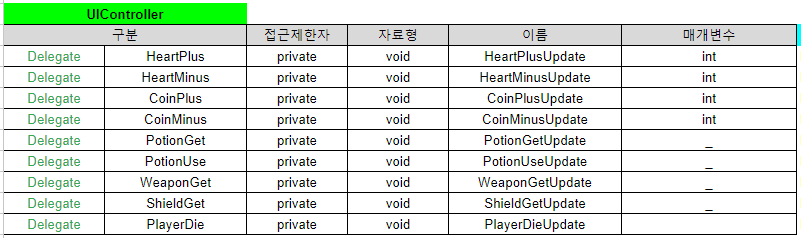 UIController
구분 접근제한자 자료형 이름 매개변수
Delegate HeartPlus private void HeartPlusUpdate int
Delegate HeartMinus private void HeartMinusUpdate int
Delegate CoinPlus private void CoinPlusUpdate int
Delegate CoinMinus private void CoinMinusUpdate int
Delegate PotionGet private void PotionGetUpdate _
Delegate PotionUse private void PotionUseUpdate _
Delegate WeaponGet private void WeaponGetUpdate _
Delegate ShieldGet private void ShieldGetUpdate _
Delegate PlayerDie private void PlayerDieUpdate